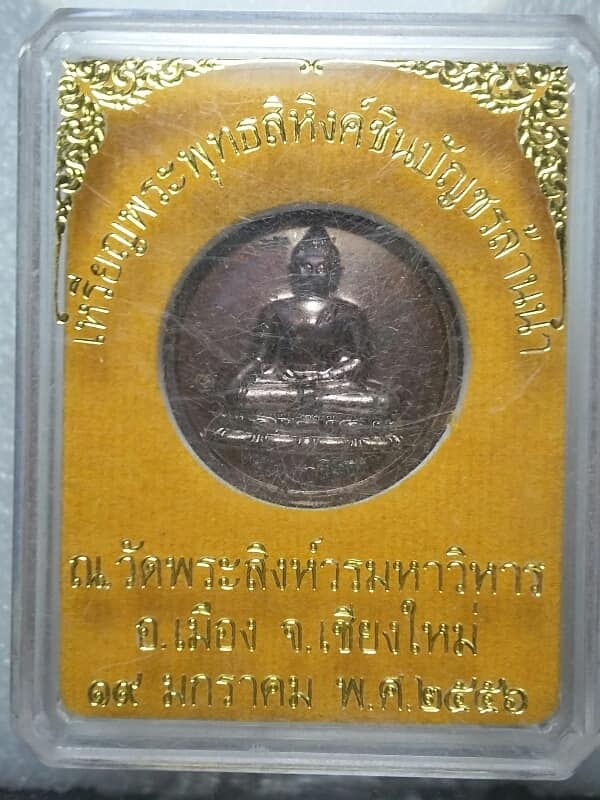 เหรียญพระพุทธสิหิงค์ชินบัญชรล้านนา
ณ.วัดพระสิงห์วรมหาวิหาร
อ.เมือง จ.เชียงใหม่
๑๙ มกราคม พ.ศ.๒๕๕๖